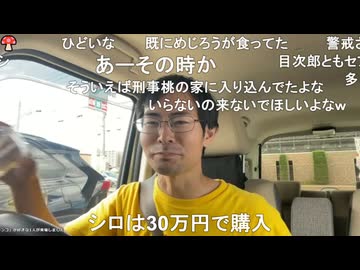 ひどいな 既にめじろうが食ってた 警戒さ
あーその時か 目次郎ともセフ
多
そういえば刑事桃の家に入り込んでたよな
いらないの来ないでほしいよなw
シロは30万円で購入